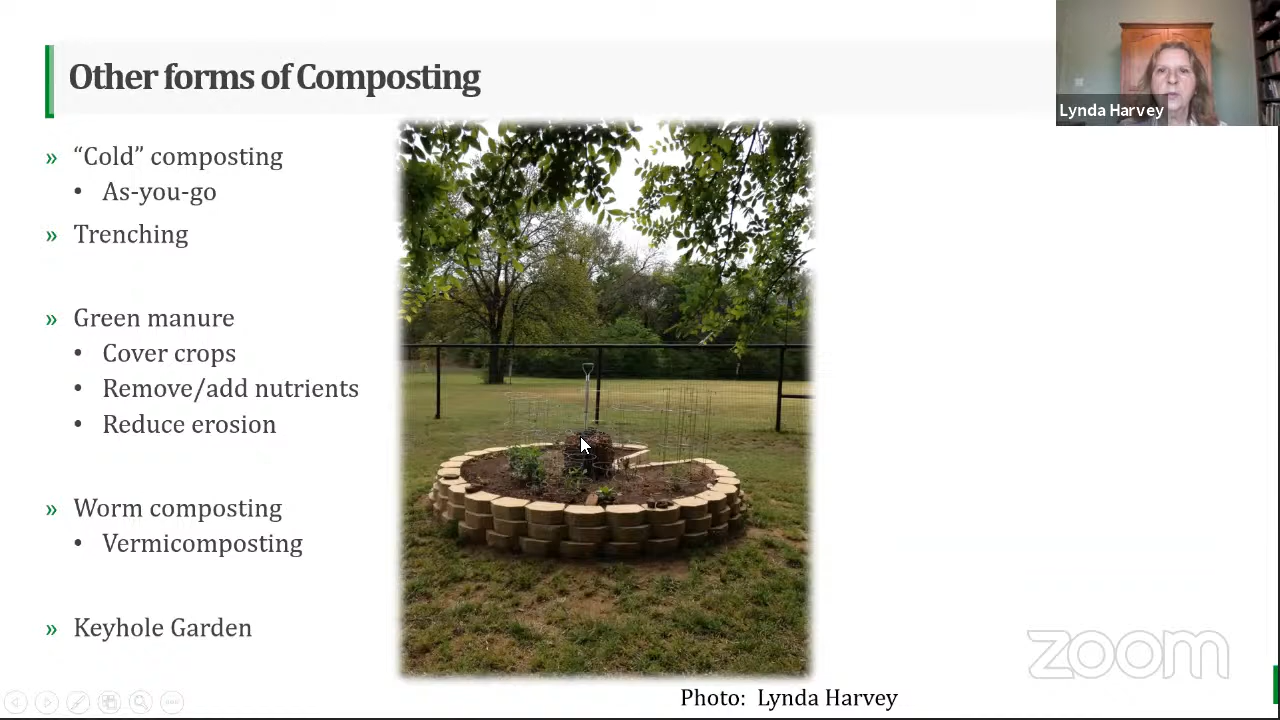 Other forms of Composting
Lynda Harvey
» “Cold” composting
• As-you-go
» Trenching
» Green manure
• Cover crops
• Remove/add nutrients
• Reduce erosion
» Worm composting
• Vermicomposting
» Keyhole Garden
zoom
Photo: Lynda Harvey